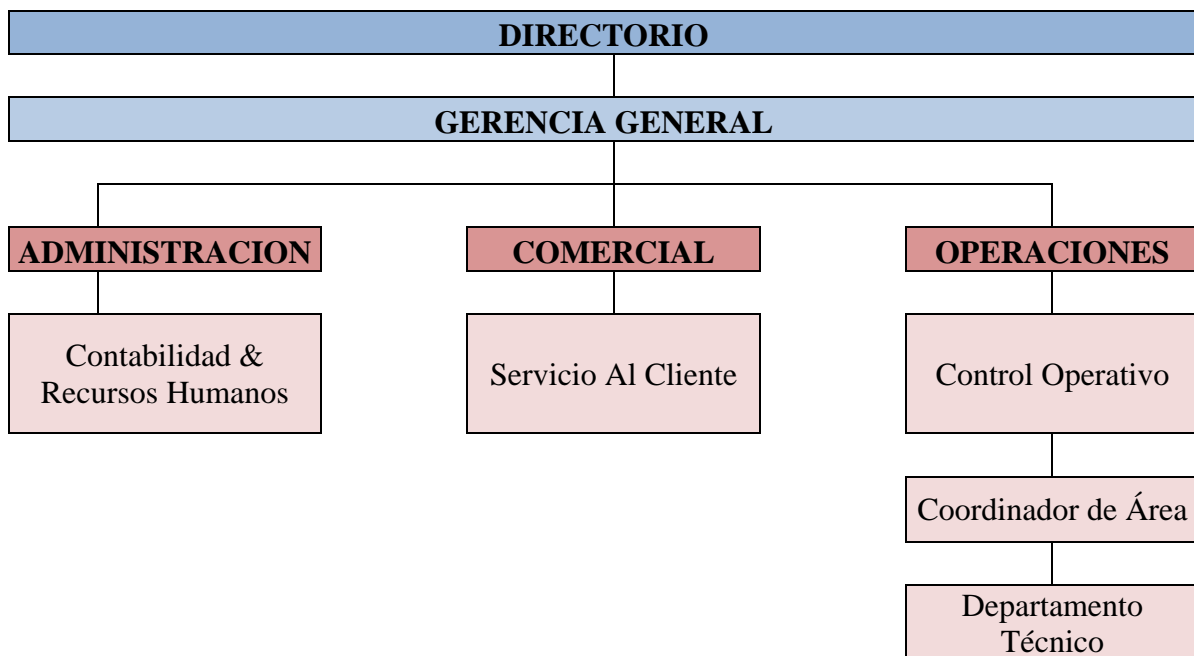 DIRECTORIO
GERENCIA GENERAL
ADMINISTRACION
COMERCIAL
OPERACIONES
Contabilidad &
Recursos Humanos
Servicio Al Cliente
Control Operativo
Coordinador de Área
Departamento
Técnico